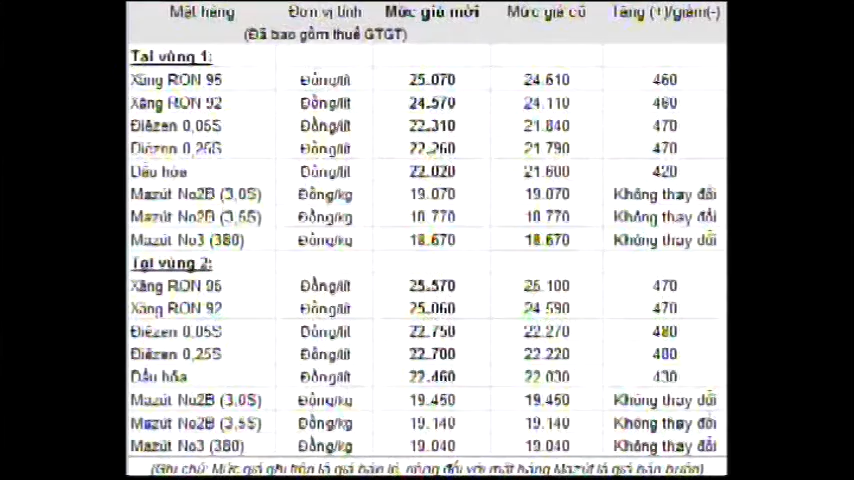 Mặt hàng Đơn vị tính Mức giá mới Mức giá cũ Tăng (+)/giảm(-)
(Đã bao gồm thuế GTGT)
Tại vùng 1:
Xăng RON 95 Đồng/lít 25.070 24.610 460
Xăng RON 92 Đồng/lít 24.570 24.110 460
Điêzen 0,05S Đồng/lít 22.310 21.840 470
Điêzen 0,25S Đồng/lít 22.260 21.790 470
Dầu hỏa Đồng/lít 22.020 21.600 420
Mazút No2B (3,0S) Đồng/kg 19.070 19.070 Không thay đổi
Mazút No2B (3,5S) Đồng/kg 18.770 18.770 Không thay đổi
Mazút No3 (380) Đồng/kg 18.670 18.670 Không thay đổi
Tại vùng 2:
Xăng RON 95 Đồng/lít 25.570 25.100 470
Xăng RON 92 Đồng/lít 25.060 24.590 470
Điêzen 0,05S Đồng/lít 22.750 22.270 480
Điêzen 0,25S Đồng/lít 22.700 22.220 480
Dầu hỏa Đồng/lít 22.460 22.030 430
Mazút No2B (3,0S) Đồng/kg 19.450 19.450 Không thay đổi
Mazút No2B (3,5S) Đồng/kg 19.140 19.140 Không thay đổi
Mazút No3 (380) Đồng/kg 19.040 19.040 Không thay đổi
(Ghi chú: Mức giá ghi trên là giá bán lẻ, riêng đối với mặt hàng Mazút là giá bán buôn)